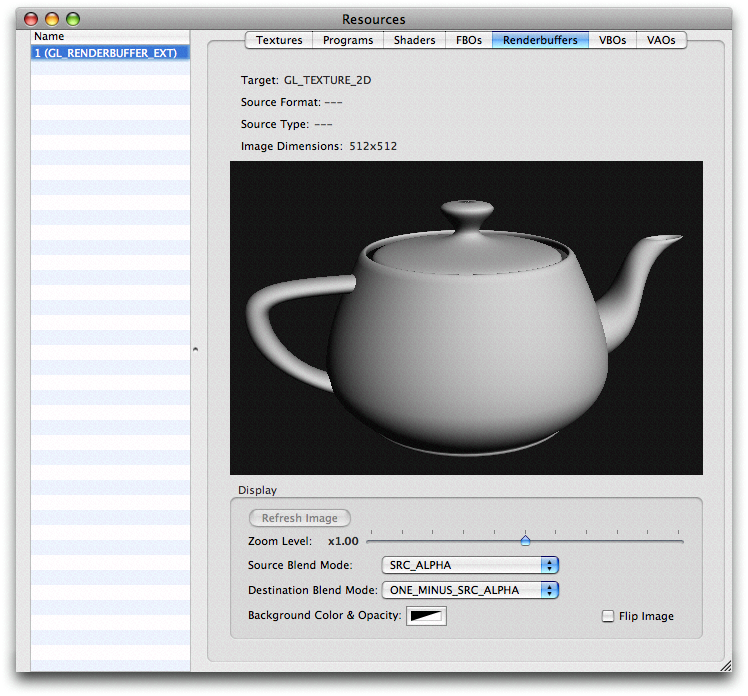 Resources
Name
1 (GL_RENDERBUFFER_EXT)
Textures Programs Shaders FBOs Renderbuffers VBOs VAOs
Target: GL_TEXTURE_2D
Source Format: ---
Source Type: ---
Image Dimensions: 512x512
Display
Refresh Image
Zoom Level: x1.00
Source Blend Mode: SRC_ALPHA
Destination Blend Mode: ONE_MINUS_SRC_ALPHA
Background Color & Opacity: Flip Image